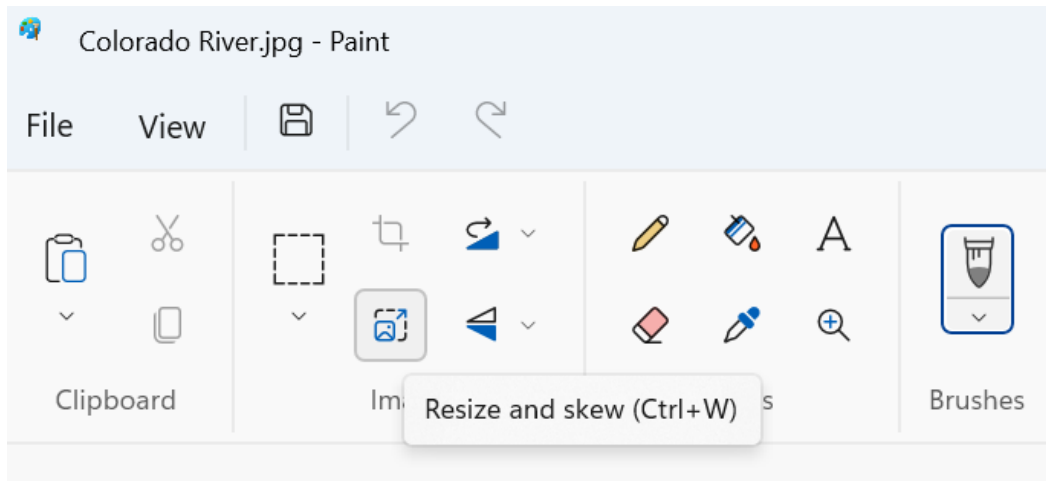 Colorado River.jpg - Paint
File View
A
Clipboard Brushes
Resize and skew (Ctrl+W)